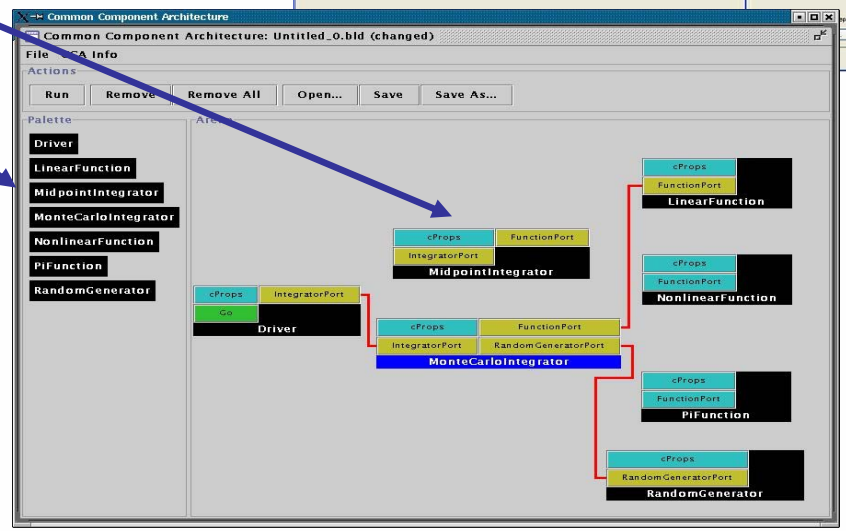 Common Component Architecture
Common Component Architecture: Untitled_0.bld (changed)
File CCA Info
Actions
Run Remove Remove All Open... Save Save As...
Palette
Arena
Driver
LinearFunction
MidpointIntegrator
MonteCarloIntegrator
NonlinearFunction
PiFunction
RandomGenerator
cProps
FunctionPort
LinearFunction
cProps FunctionPort
IntegratorPort
MidpointIntegrator
cProps
FunctionPort
NonlinearFunction
cProps IntegratorPort
Go
Driver
cProps FunctionPort
IntegratorPort RandomGeneratorPort
MonteCarloIntegrator
cProps
FunctionPort
PiFunction
cProps
RandomGeneratorPort
RandomGenerator